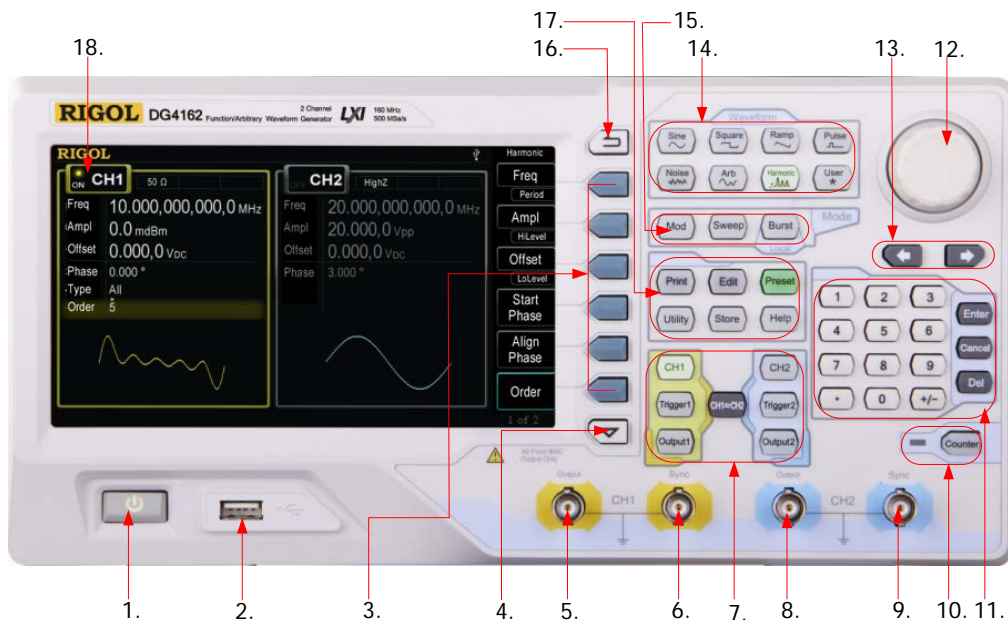 17.
15.
18.
16.
14.
13.
12.
RIGOL DG4162 Function/Arbitrary Waveform Generator 2 Channel LXI 160 MHz 500 MSa/s
RIGOL
Harmonic
ON CH1 50 Ω
OFF CH2 HighZ
Freq 10.000,000,000,0 MHz
Ampl 0.0 mdBm
Offset 0.000,0 VDC
Phase 0.000 °
Type All
Order 5
Freq 20.000,000,000,0 MHz
Ampl 20.000,0 Vpp
Offset 0.000,0 VDC
Phase 3.000 °
Freq
Period
Ampl
HiLevel
Offset
LoLevel
Start
Phase
Align
Phase
Order
1 of 2
Waveform
Sine Square Ramp Pulse
Noise Arb Harmonic User
Mod Sweep Burst Mode
Local
Print Edit Preset
Utility Store Help
1 2 3 Enter
4 5 6 Cancel
7 8 9 Del
. 0 +/-
CH1 CH2
Trigger1 CH1⇋CH2 Trigger2
Output1 Output2
Counter
All Front BNC
Output Only
Output CH1 Sync
Output CH2 Sync
1. 2. 3. 4. 5. 6. 7. 8. 9. 10. 11.